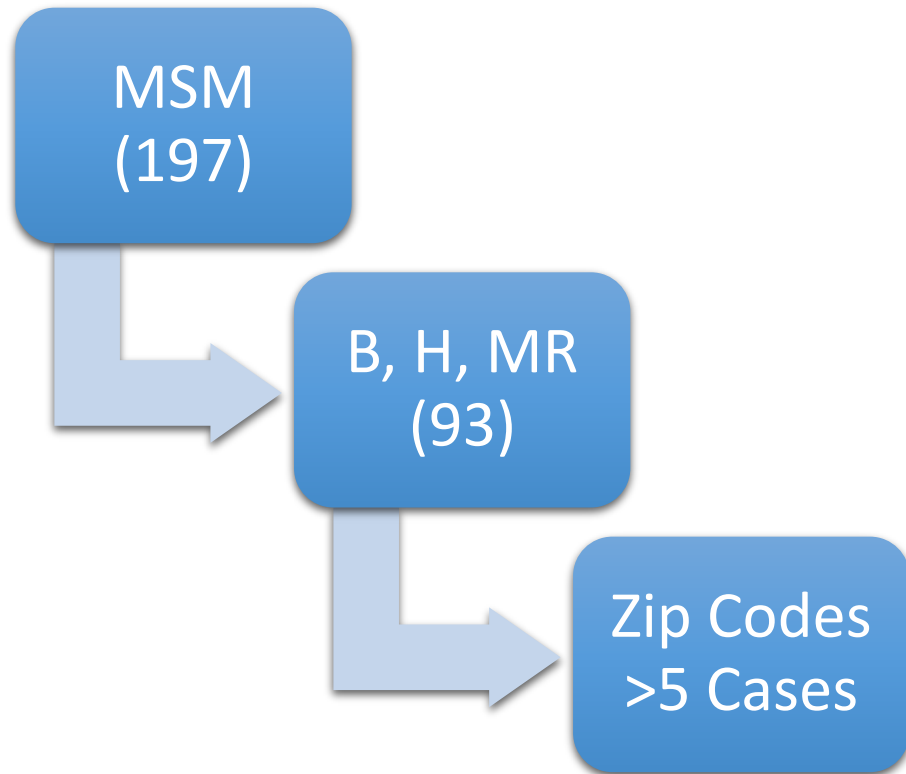 MSM
(197)
B, H, MR
(93)
Zip Codes
>5 Cases